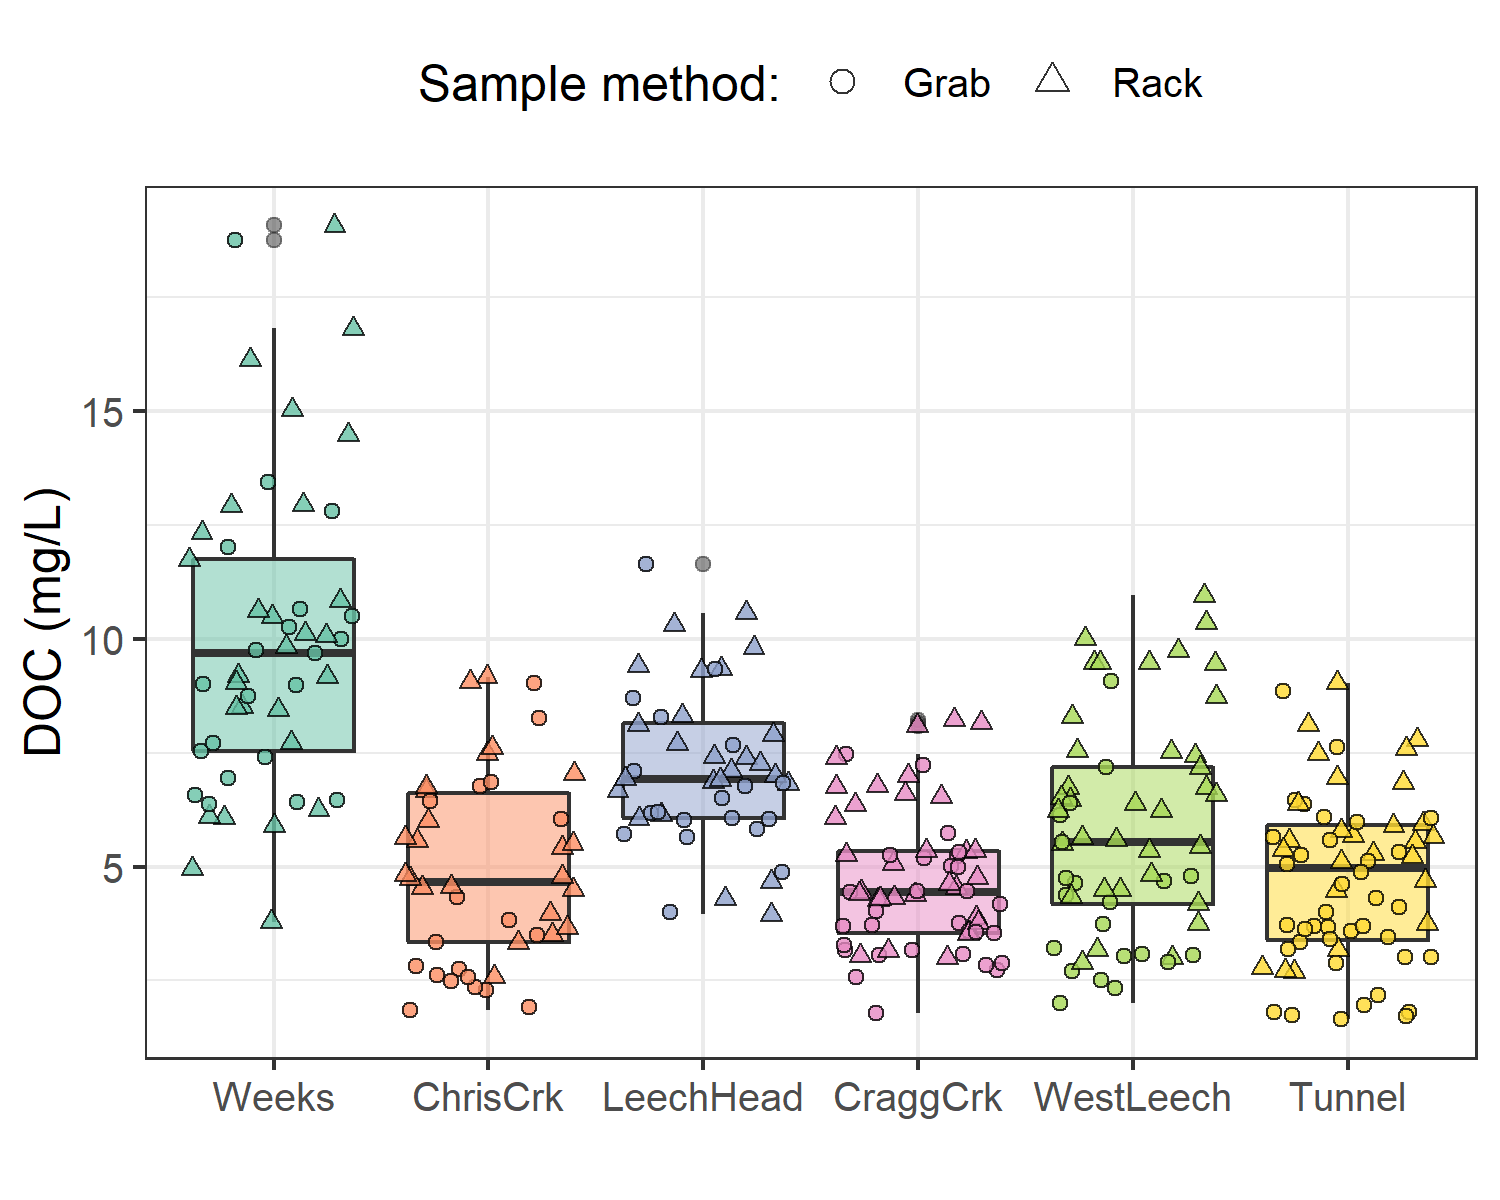 Sample method: Grab Rack
DOC (mg/L)
15
10
5
Weeks ChrisCrk LeechHead CraggCrk WestLeech Tunnel